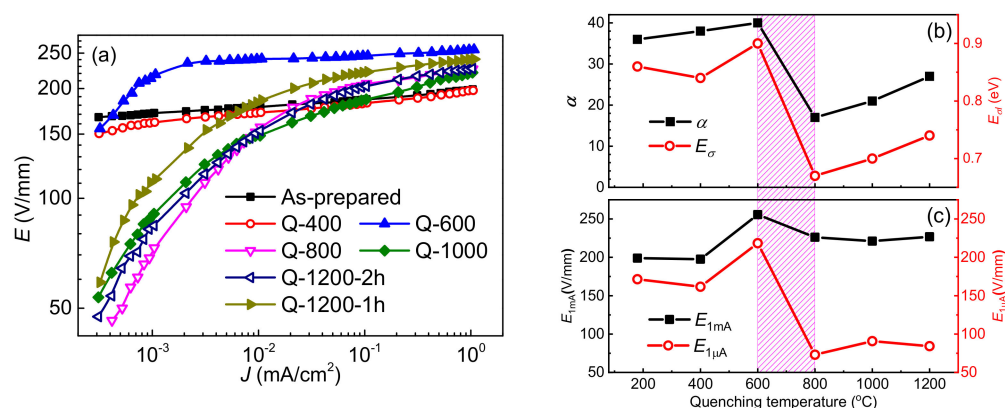 (a)
250
200
150
100
50
E (V/mm)
As-prepared
Q-400
Q-600
Q-800
Q-1000
Q-1200-2h
Q-1200-1h
10⁻³
10⁻²
10⁻¹
10⁰
J (mA/cm²)
(b)
40
30
20
10
0
α
α
Eσ
0.9
0.8
0.7
Eσ (eV)
(c)
250
200
150
100
50
E1mA(V/mm)
E1mA
E1μA
250
200
150
100
50
E1μA(V/mm)
200
400
600
800
1000
1200
Quenching temperature (°C)